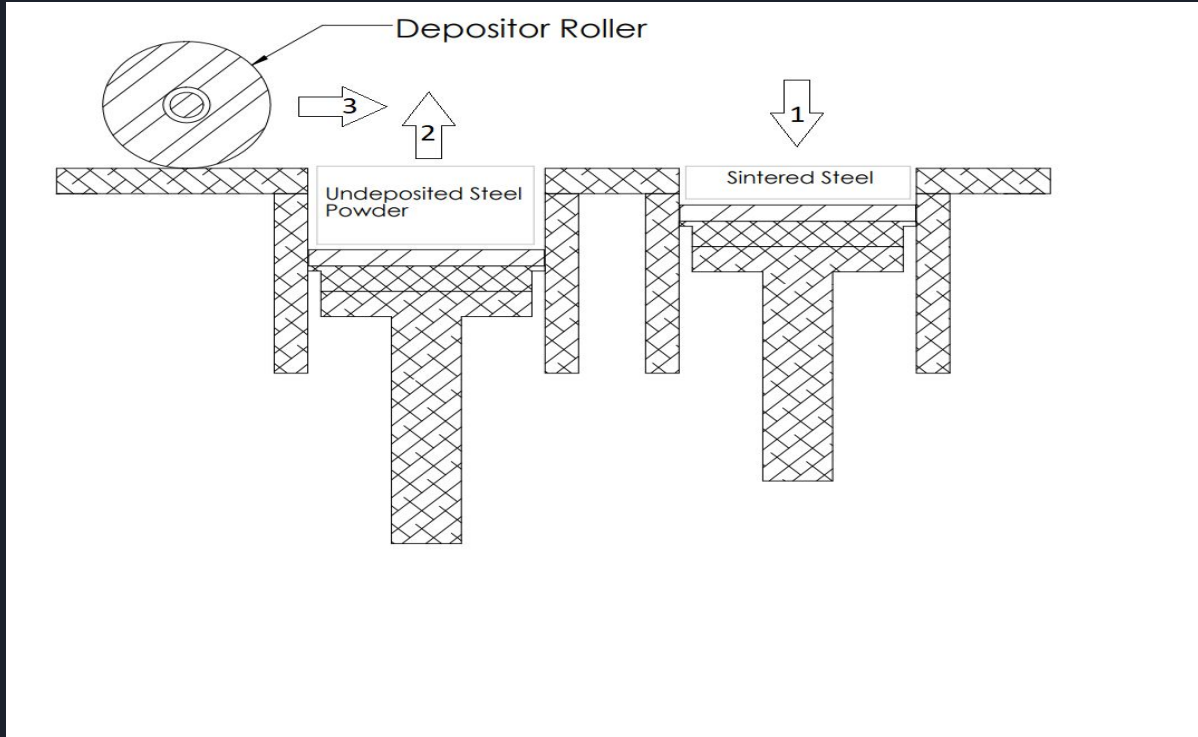 Depositor Roller
3
2
1
Undeposited Steel
Powder
Sintered Steel